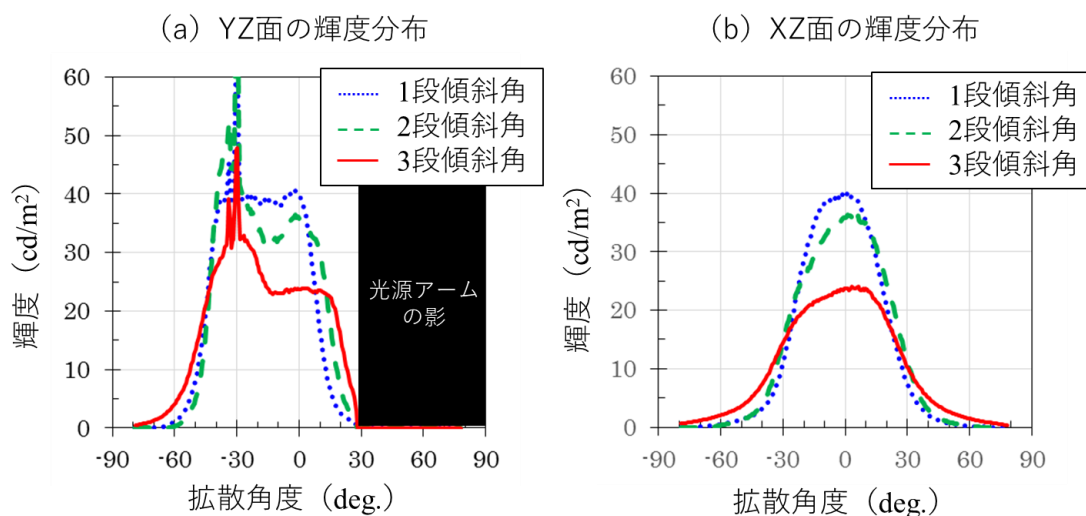 (a) YZ面の輝度分布
60
50
40
30
20
10
0
輝度（cd/m2）
1段傾斜角
2段傾斜角
3段傾斜角
光源アーム
の影
-90 -60 -30 0 30 60 90
拡散角度（deg.）
(b) XZ面の輝度分布
60
50
40
30
20
10
0
輝度（cd/m2）
1段傾斜角
2段傾斜角
3段傾斜角
-90 -60 -30 0 30 60 90
拡散角度（deg.）